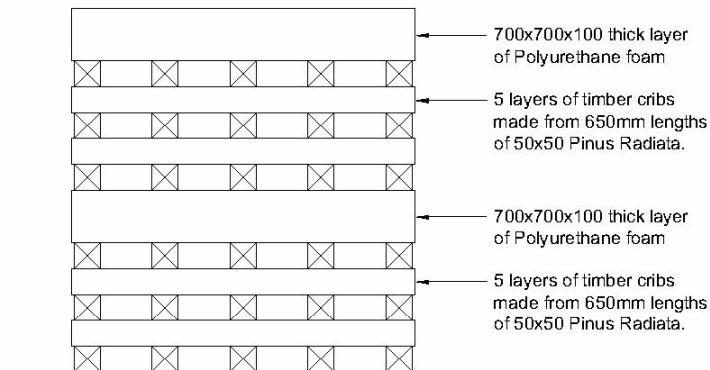 700x700x100 thick layer
of Polyurethane foam
5 layers of timber cribs
made from 650mm lengths
of 50x50 Pinus Radiata.
700x700x100 thick layer
of Polyurethane foam
5 layers of timber cribs
made from 650mm lengths
of 50x50 Pinus Radiata.